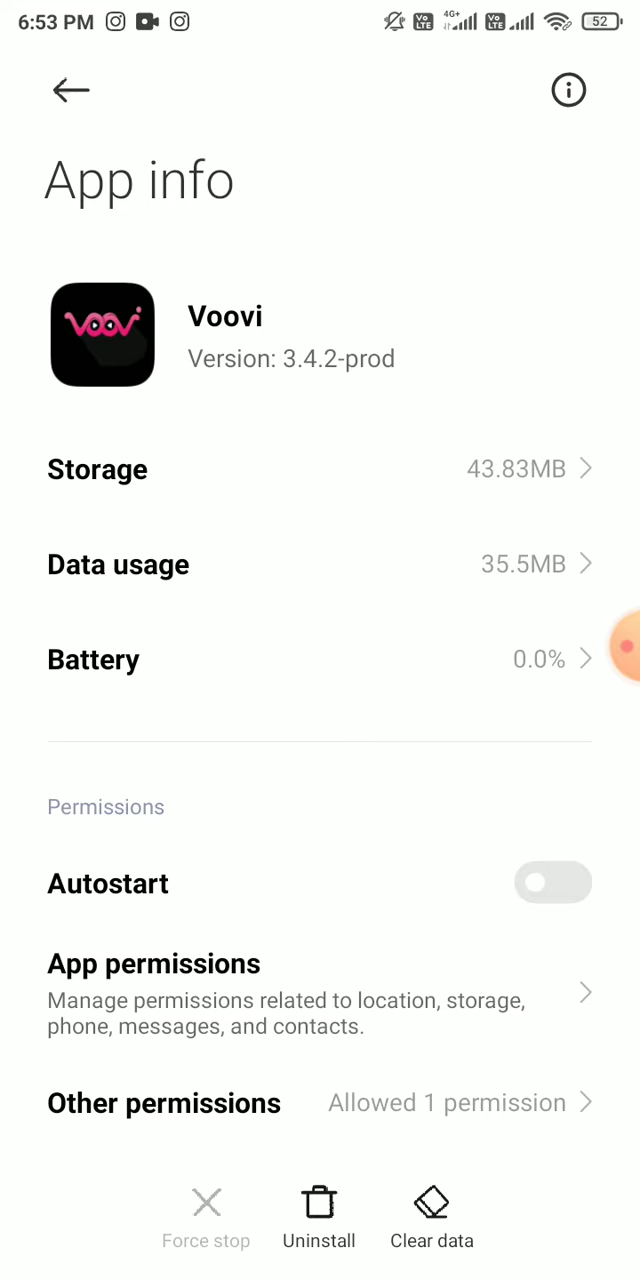 6:53 PM 4G+ 52
App info
VOOVi
Voovi
Version: 3.4.2-prod
Storage 43.83MB
Data usage 35.5MB
Battery 0.0%
Permissions
Autostart
App permissions
Manage permissions related to location, storage,
phone, messages, and contacts.
Other permissions Allowed 1 permission
Force stop Uninstall Clear data